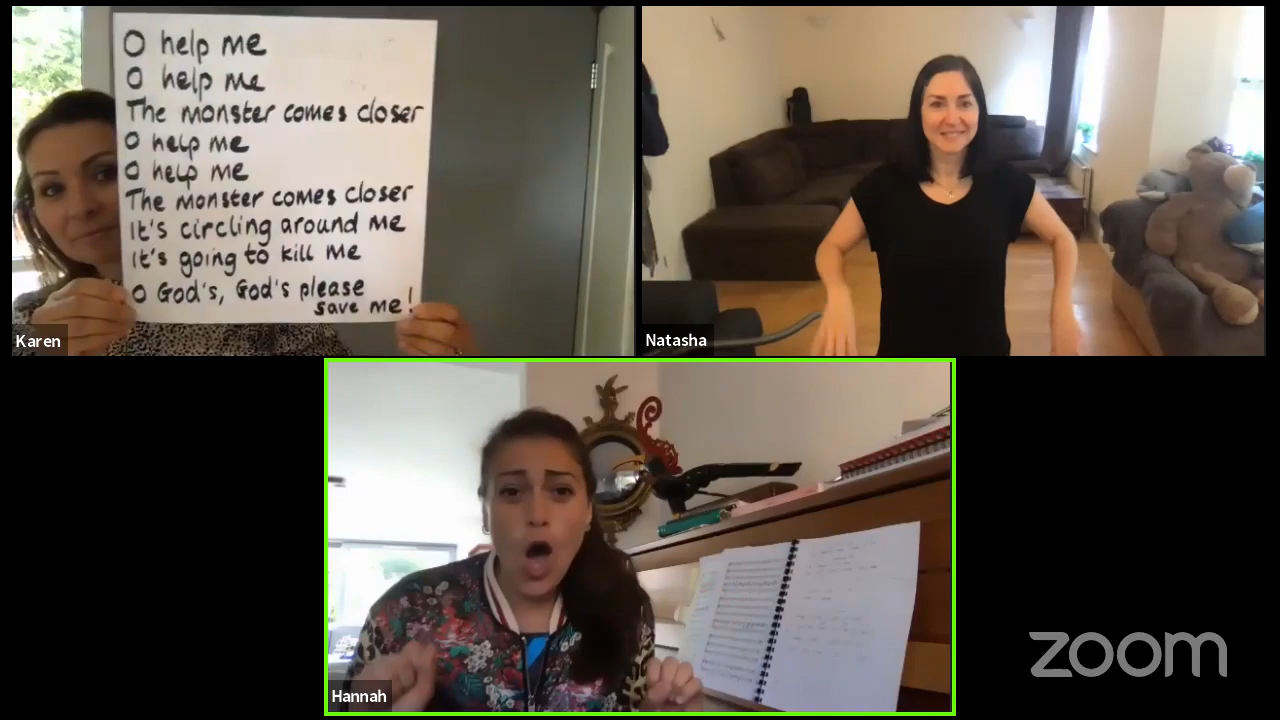 O help me
O help me
The monster comes closer
O help me
O help me
The monster comes closer
It's circling around me
It's going to kill me
O God's, God's please
save me!
Karen
Natasha
Hannah
zoom